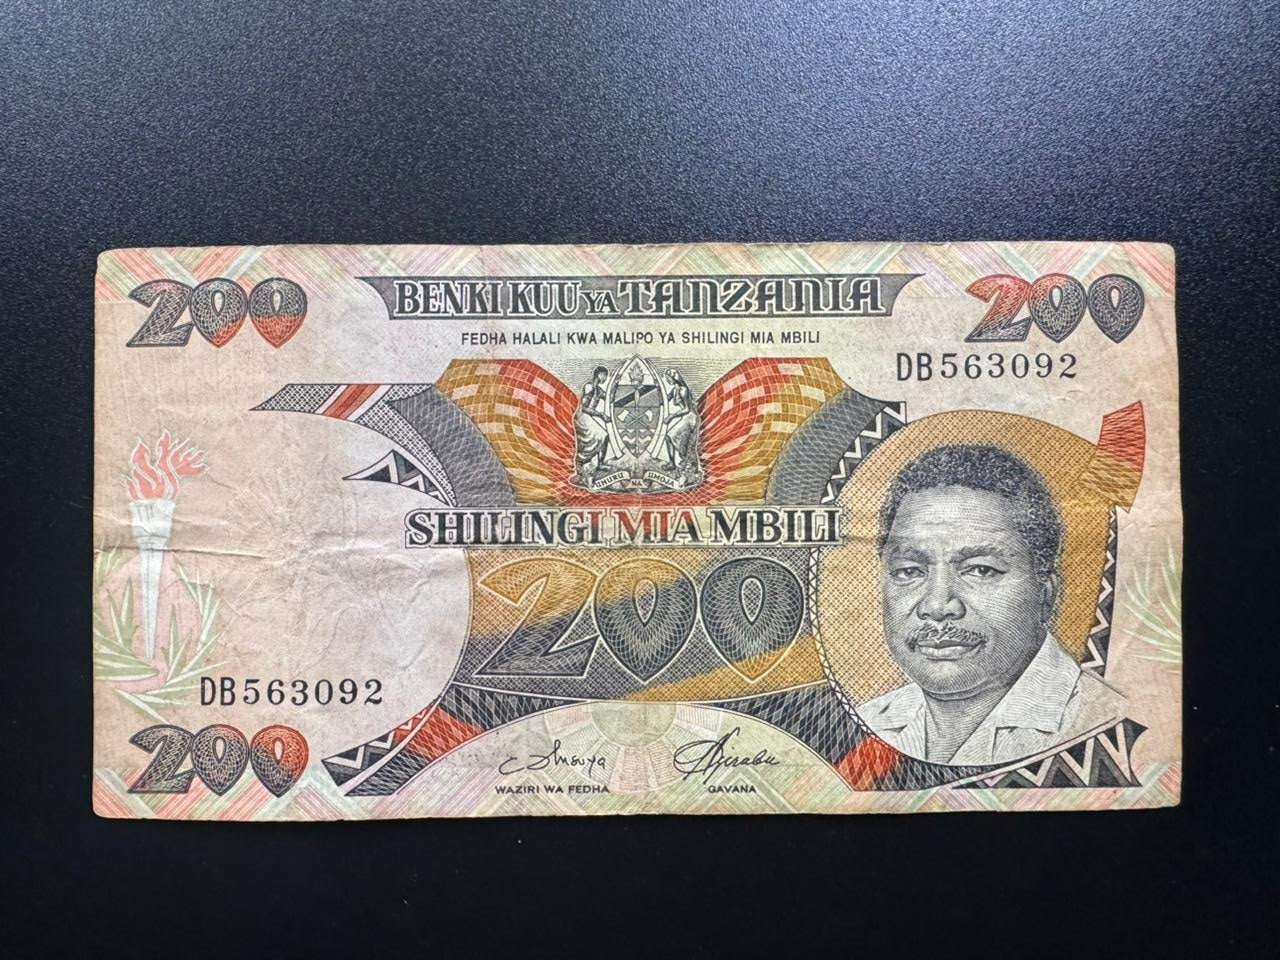 200
BENKI KUU YA TANZANIA
200
FEDHA HALALI KWA MALIPO YA SHILINGI MIA MBILI
DB563092
UHURU NA UMOJA
SHILINGI MIA MBILI
200
DB563092
200
WAZIRI WA FEDHA
GAVANA